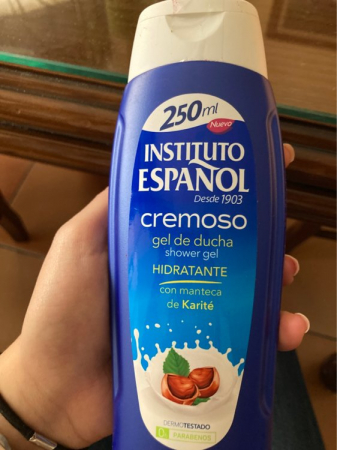 250ml
Nuevo
INSTITUTO
ESPAÑOL
Desde 1903
cremoso
gel de ducha
shower gel
HIDRATANTE
con manteca
de Karité
DERMOTESTADO
0% PARABENOS